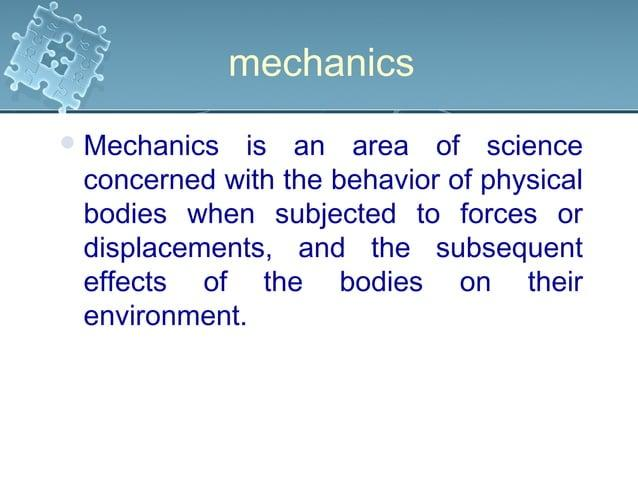 mechanics
Mechanics is an area of science
concerned with the behavior of physical
bodies when subjected to forces or
displacements, and the subsequent
effects of the bodies on their
environment.